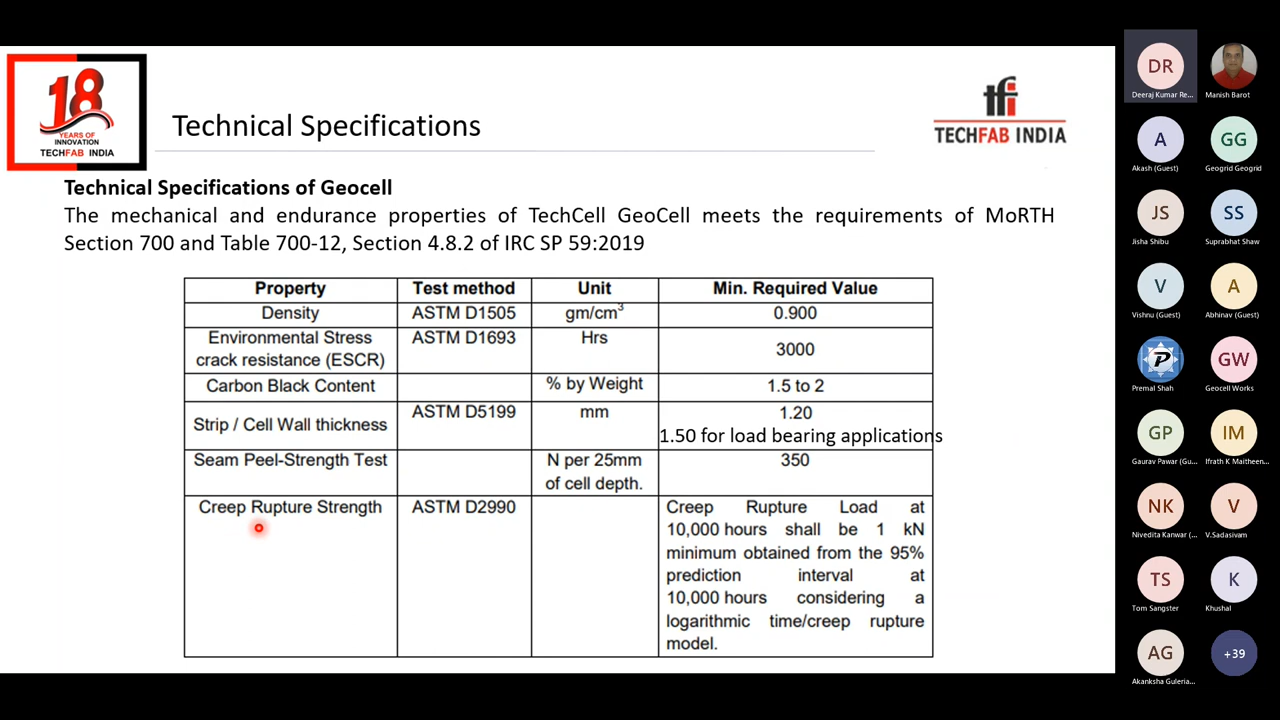 18
YEARS OF
INNOVATION
TECHFAB INDIA
Technical Specifications
tfi
TECHFAB INDIA
Technical Specifications of Geocell
The mechanical and endurance properties of TechCell GeoCell meets the requirements of MoRTH
Section 700 and Table 700-12, Section 4.8.2 of IRC SP 59:2019
Property Test method Unit Min. Required Value
Density ASTM D1505 gm/cm³ 0.900
Environmental Stress ASTM D1693 Hrs
crack resistance (ESCR) 3000
Carbon Black Content % by Weight 1.5 to 2
Strip / Cell Wall thickness ASTM D5199 mm 1.20
1.50 for load bearing applications
Seam Peel-Strength Test N per 25mm 350
of cell depth.
Creep Rupture Strength ASTM D2990 Creep Rupture Load at
10,000 hours shall be 1 kN
minimum obtained from the 95%
prediction interval at
10,000 hours considering a
logarithmic time/creep rupture
model.
DR
Deeraj Kumar Re...
Manish Barot
A GG
Akash (Guest) Geogrid Geogrid
JS SS
Jisha Shibu Suprabhat Shaw
V A
Vishnu (Guest) Abhinav (Guest)
P GW
Premal Shah Geocell Works
GP IM
Gaurav Pawar (Gu... Ifrath K Maitheen...
NK V
Nivedita Kanwar (... V.Sadasivam
TS K
Tom Sangster Khushal
AG +39
Akanksha Guleria...